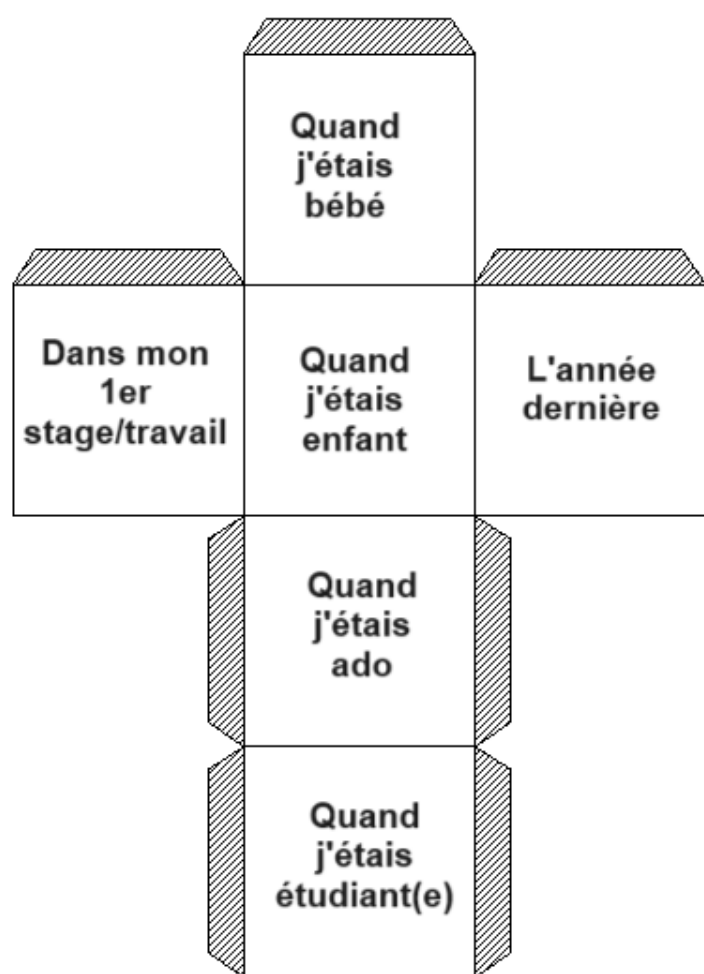 Quand
j'étais
bébé
Dans mon
1er
stage/travail
Quand
j'étais
enfant
L'année
dernière
Quand
j'étais
ado
Quand
j'étais
étudiant(e)